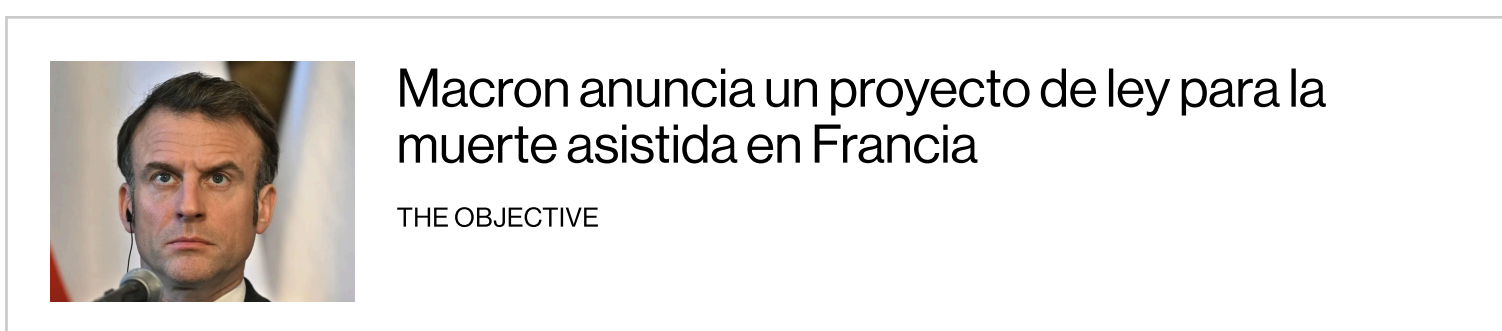 Macron anuncia un proyecto de ley para la
muerte asistida en Francia
THE OBJECTIVE